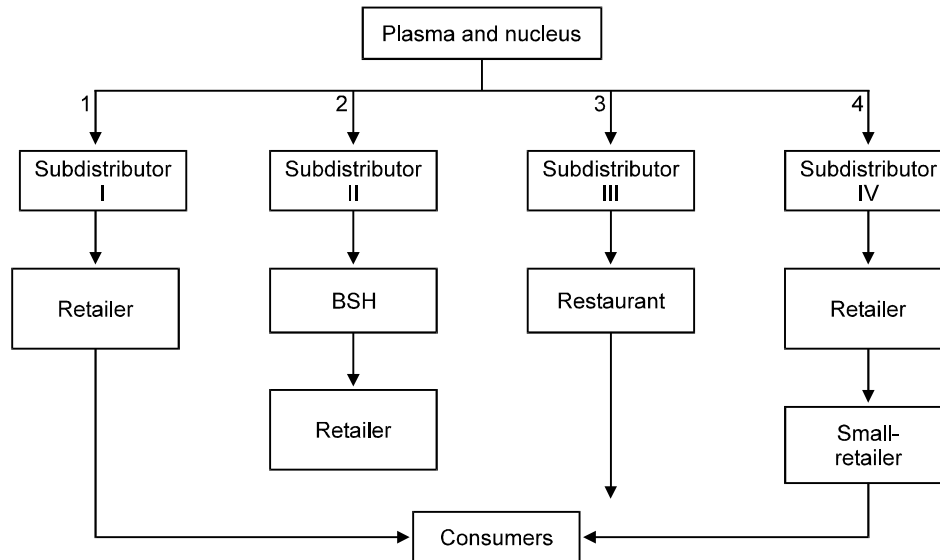 Plasma and nucleus
1
2
3
4
Subdistributor
I
Subdistributor
II
Subdistributor
III
Subdistributor
IV
Retailer
BSH
Restaurant
Retailer
Retailer
Small-
retailer
Consumers